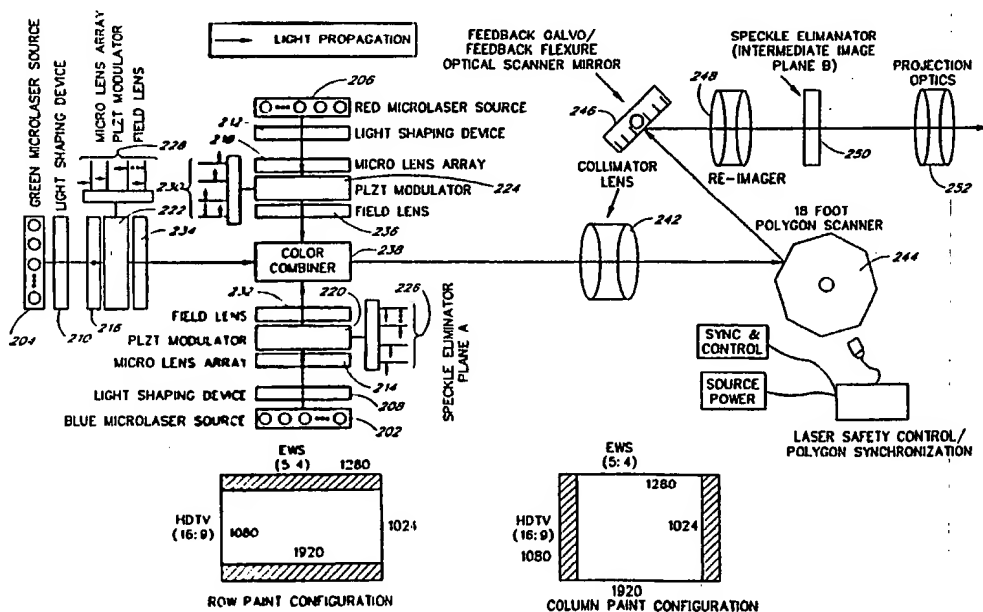 LIGHT PROPAGATION
GREEN MICROLASER SOURCE
LIGHT SHAPING DEVICE
MICRO LENS ARRAY
PLZT MODULATOR
FIELD LENS
228
230
222
234
204
210
216
206
RED MICROLASER SOURCE
212
LIGHT SHAPING DEVICE
218
MICRO LENS ARRAY
PLZT MODULATOR
224
FIELD LENS
236
COLOR
COMBINER
238
232
220
226
FIELD LENS
PLZT MODULATOR
MICRO LENS ARRAY
214
SPECKLE ELIMINATOR
PLANE A
LIGHT SHAPING DEVICE
208
BLUE MICROLASER SOURCE
202
FEEDBACK GALVO/
FEEDBACK FLEXURE
OPTICAL SCANNER MIRROR
246
COLLIMATOR
LENS
242
248
RE-IMAGER
SPECKLE ELIMANATOR
(INTERMEDIATE IMAGE
PLANE B)
250
PROJECTION
OPTICS
252
18 FOOT
POLYGON SCANNER
244
SYNC &
CONTROL
SOURCE
POWER
LASER SAFETY CONTROL/
POLYGON SYNCHRONIZATION
EWS
(5:4)
1280
HDTV
(16:9)
1080
1024
1920
ROW PAINT CONFIGURATION
EWS
(5:4)
1280
HDTV
(16:9)
1080
1024
1920
COLUMN PAINT CONFIGURATION